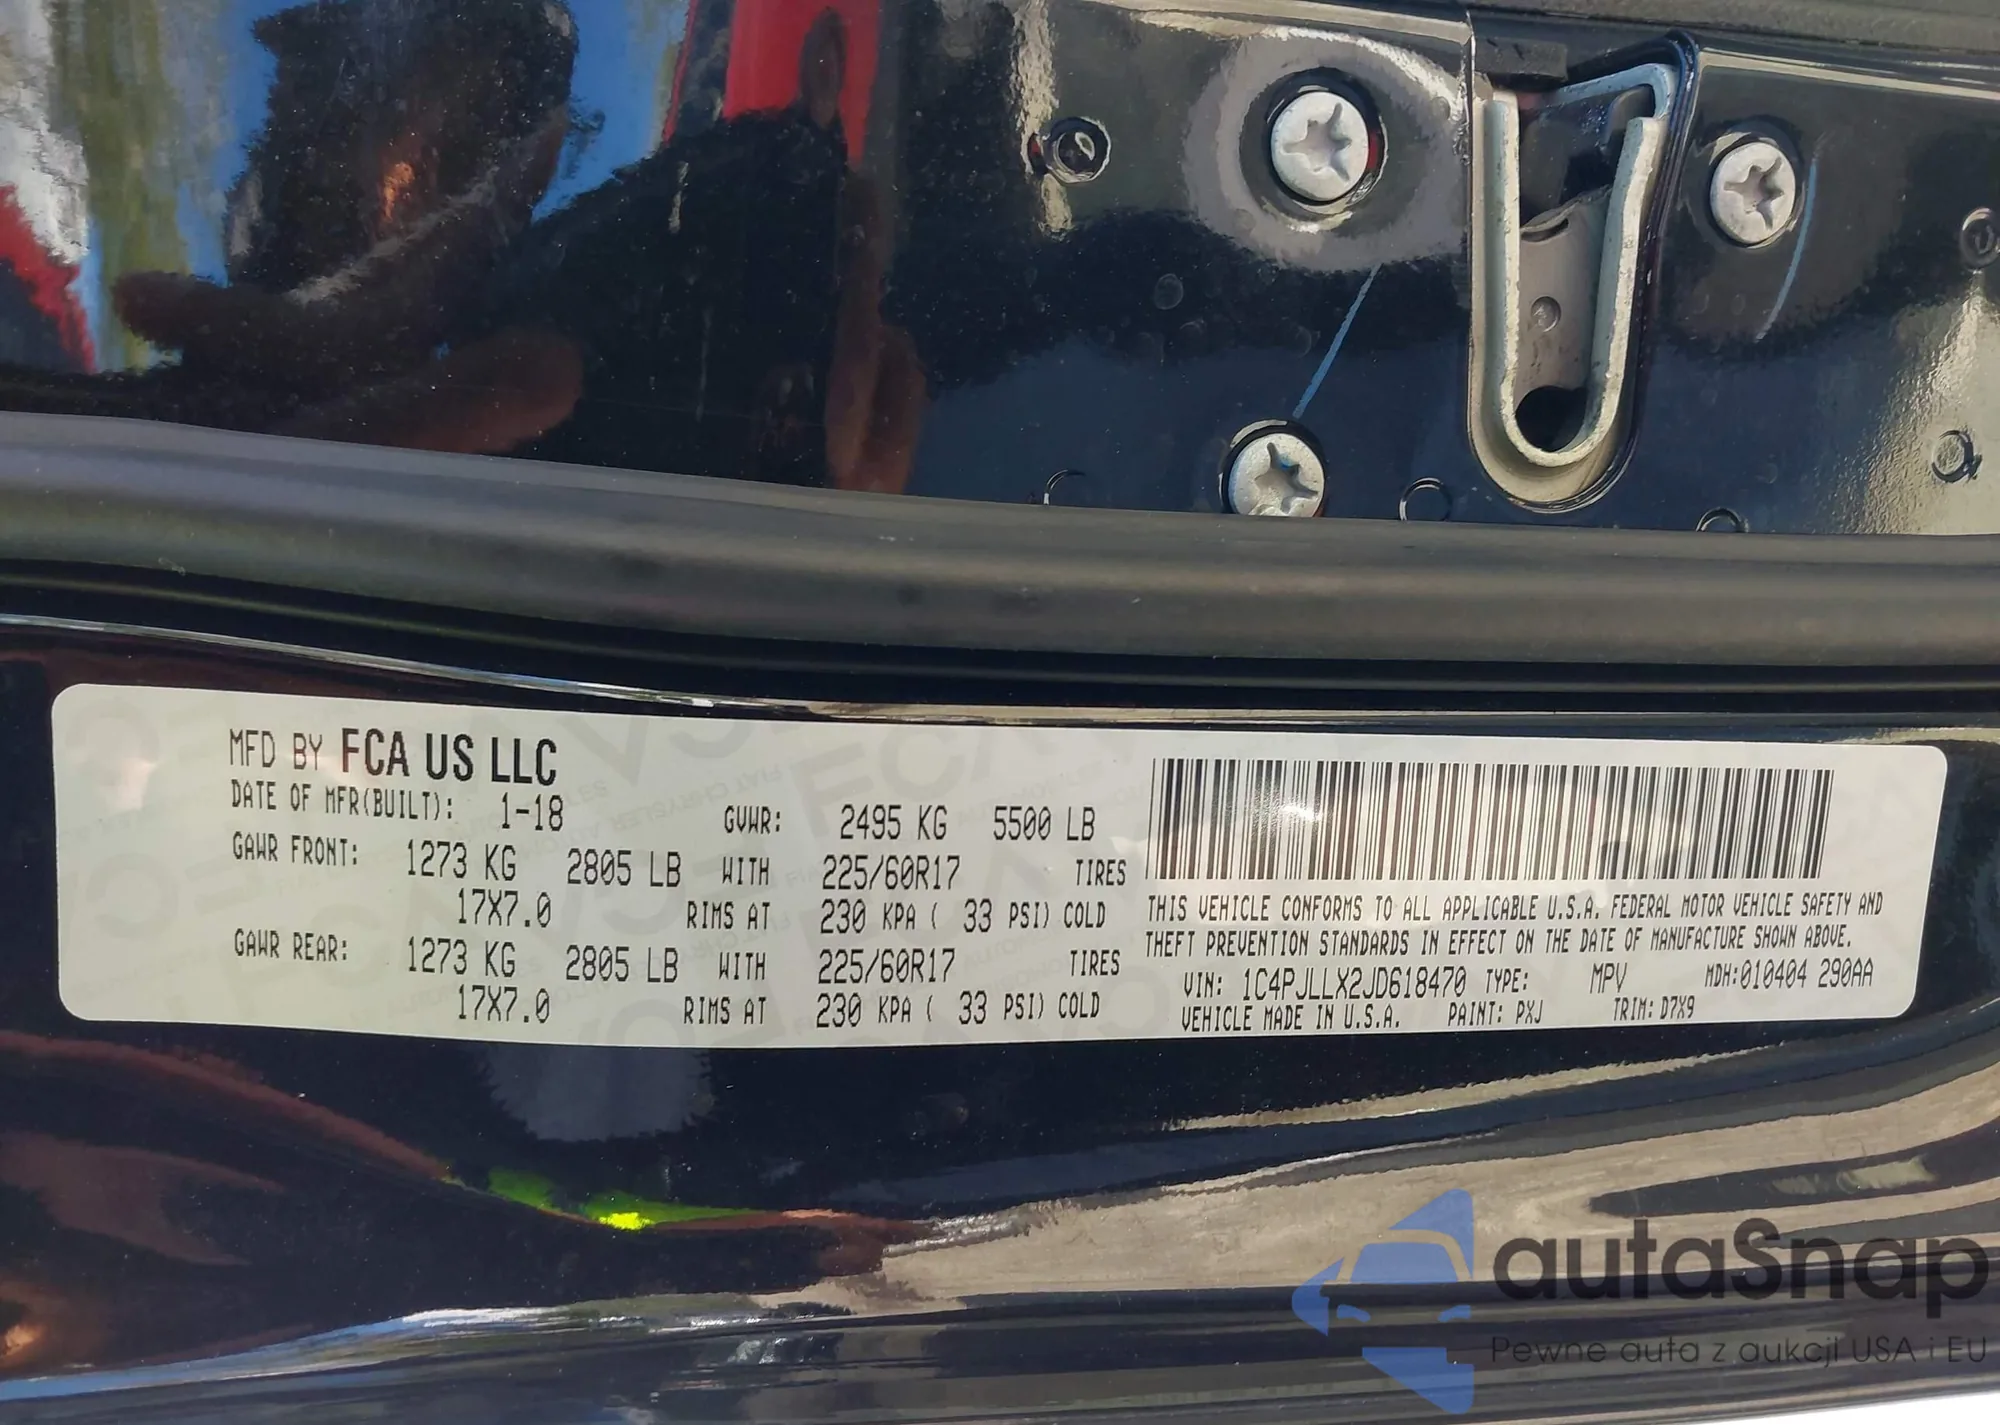 MFD BY FCA US LLC
DATE OF MFR(BUILT): 1-18 GVWR: 2495 KG 5500 LB
GAWR FRONT: 1273 KG 2805 LB WITH 225/60R17 TIRES
17X7.0 RIMS AT 230 KPA ( 33 PSI) COLD
GAWR REAR: 1273 KG 2805 LB WITH 225/60R17 TIRES
17X7.0 RIMS AT 230 KPA ( 33 PSI) COLD
THIS VEHICLE CONFORMS TO ALL APPLICABLE U.S.A. FEDERAL MOTOR VEHICLE SAFETY AND
THEFT PREVENTION STANDARDS IN EFFECT ON THE DATE OF MANUFACTURE SHOWN ABOVE.
VIN: 1C4PJLLX2JD618470 TYPE: MPV MDH:010404 290AA
VEHICLE MADE IN U.S.A. PAINT: PXJ TRIM: D7X9
autaSnap
Pewne auta z aukcji USA i EU